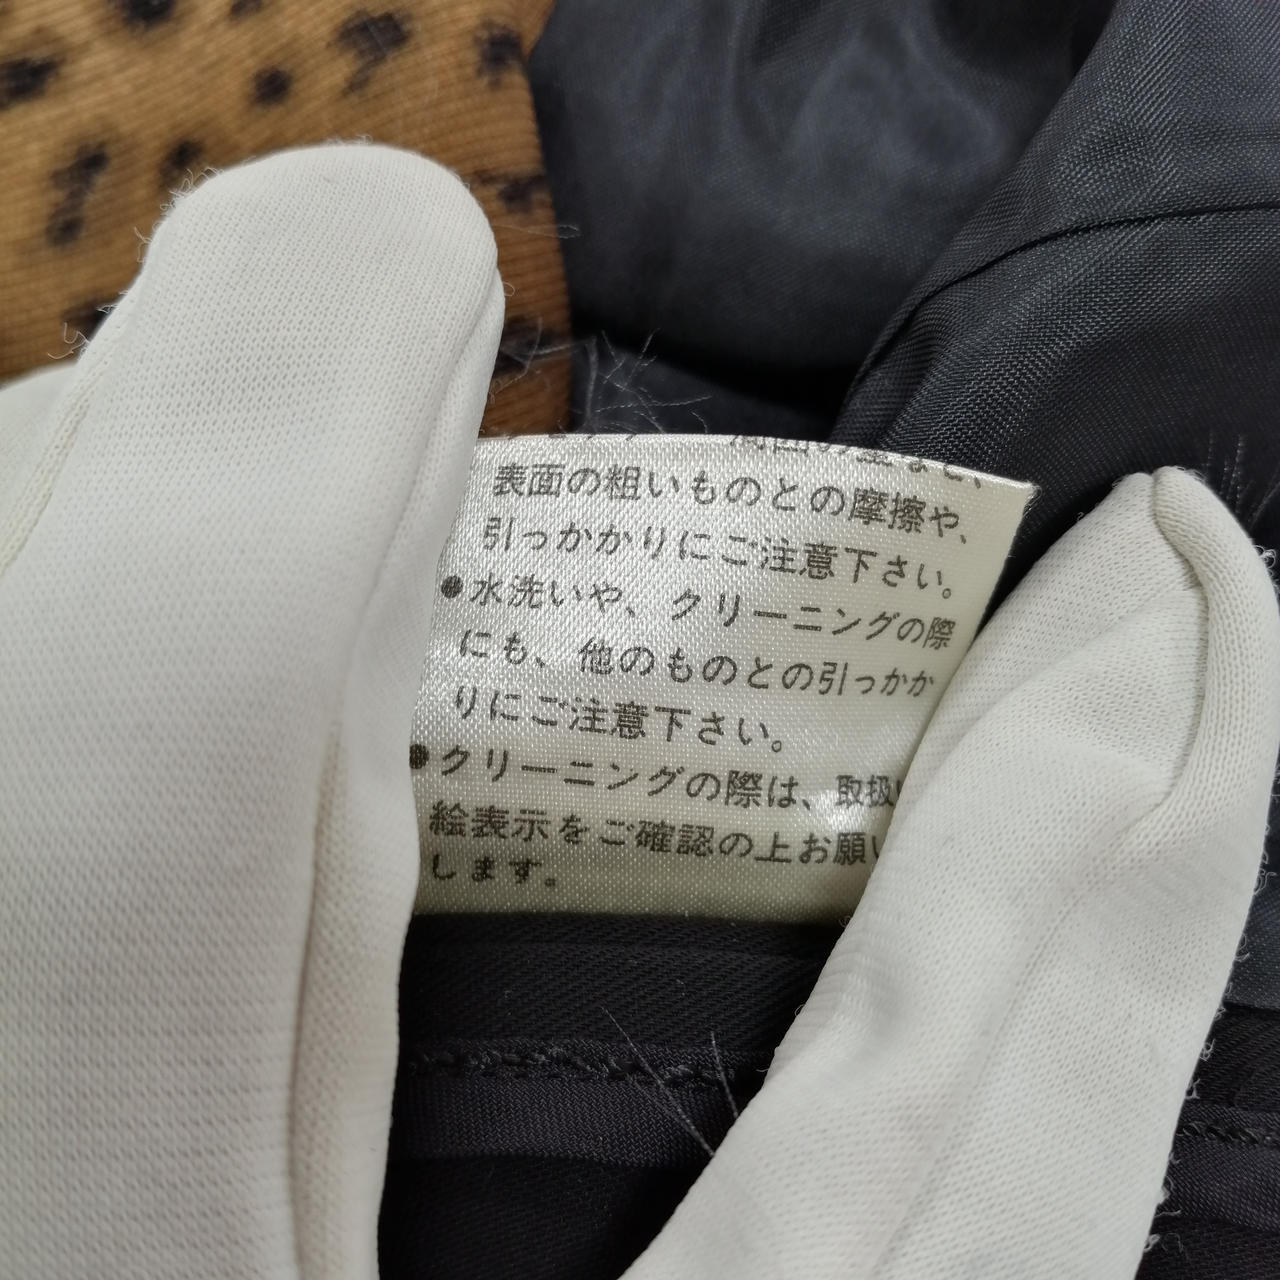 表面の粗いものとの摩擦や、
引っかかりにご注意下さい。
●水洗いや、クリーニングの際
にも、他のものとの引っかか
りにご注意下さい。
●クリーニングの際は、取扱い
絵表示をご確認の上お願い
します。